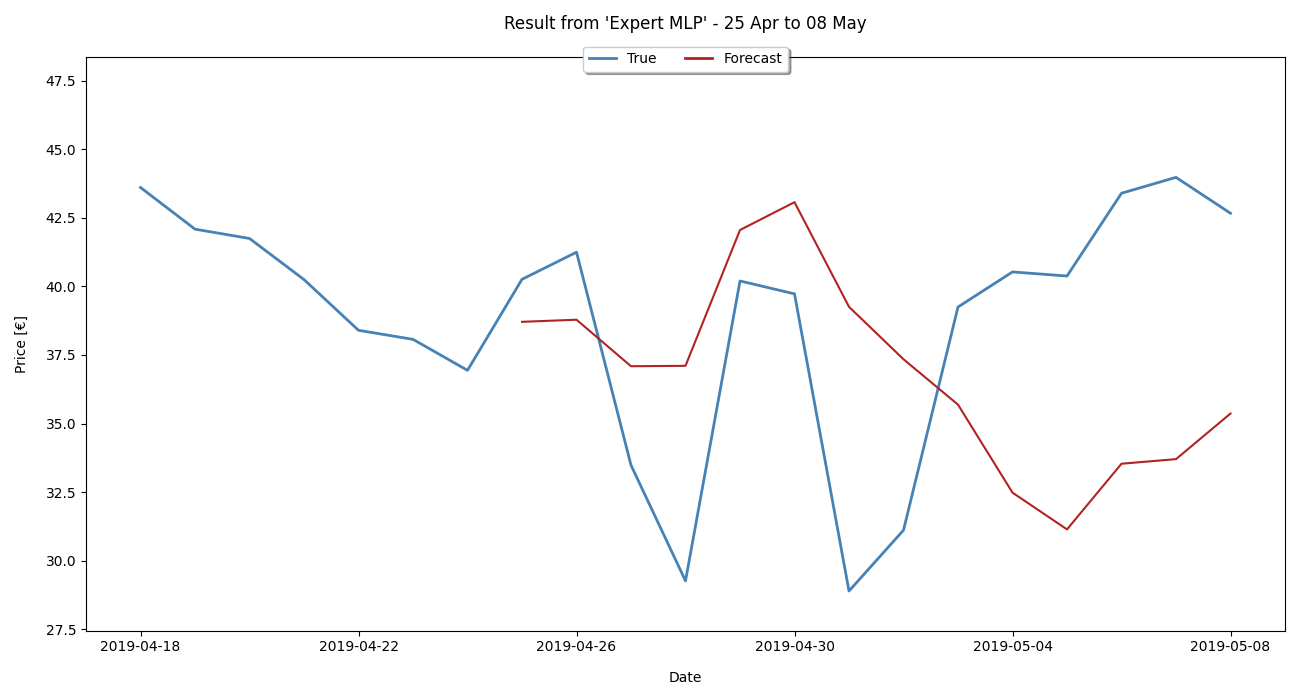 Result from 'Expert MLP' - 25 Apr to 08 May
True Forecast
47.5
45.0
42.5
40.0
37.5
35.0
32.5
30.0
27.5
Price [€]
2019-04-18 2019-04-22 2019-04-26 2019-04-30 2019-05-04 2019-05-08
Date